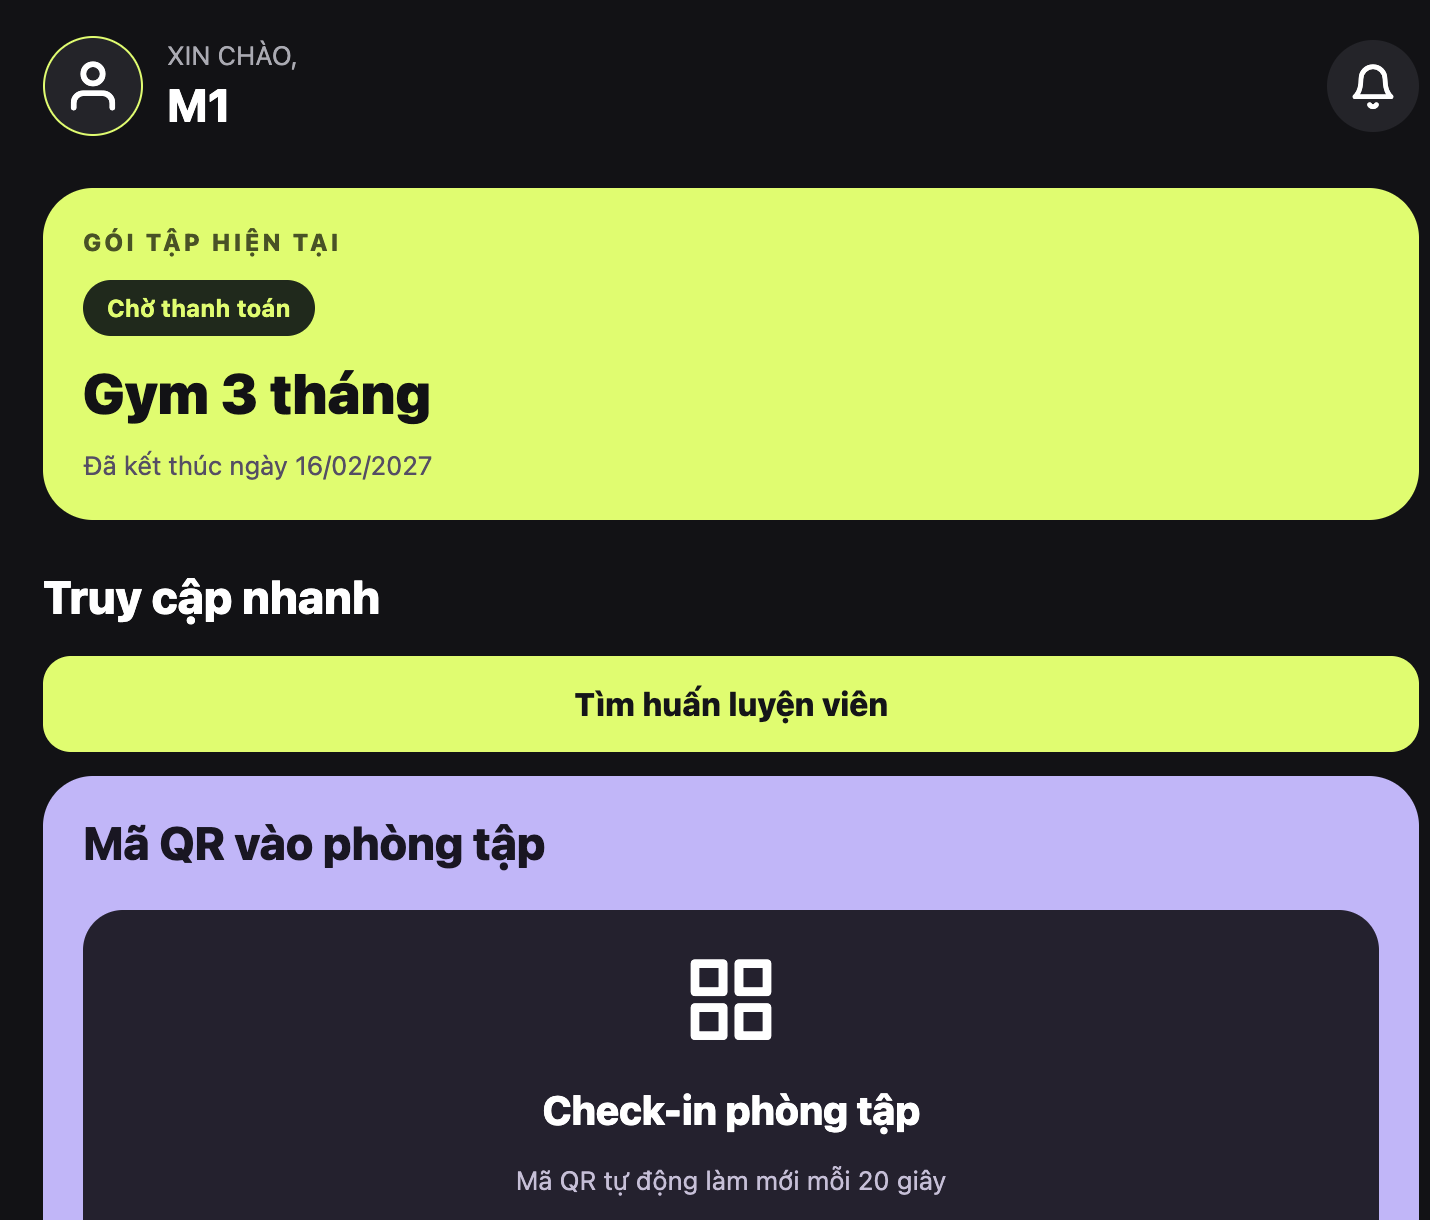 XIN CHÀO,
M1
GÓI TẬP HIỆN TẠI
Chờ thanh toán
Gym 3 tháng
Đã kết thúc ngày 16/02/2027
Truy cập nhanh
Tìm huấn luyện viên
Mã QR vào phòng tập
Check-in phòng tập
Mã QR tự động làm mới mỗi 20 giây